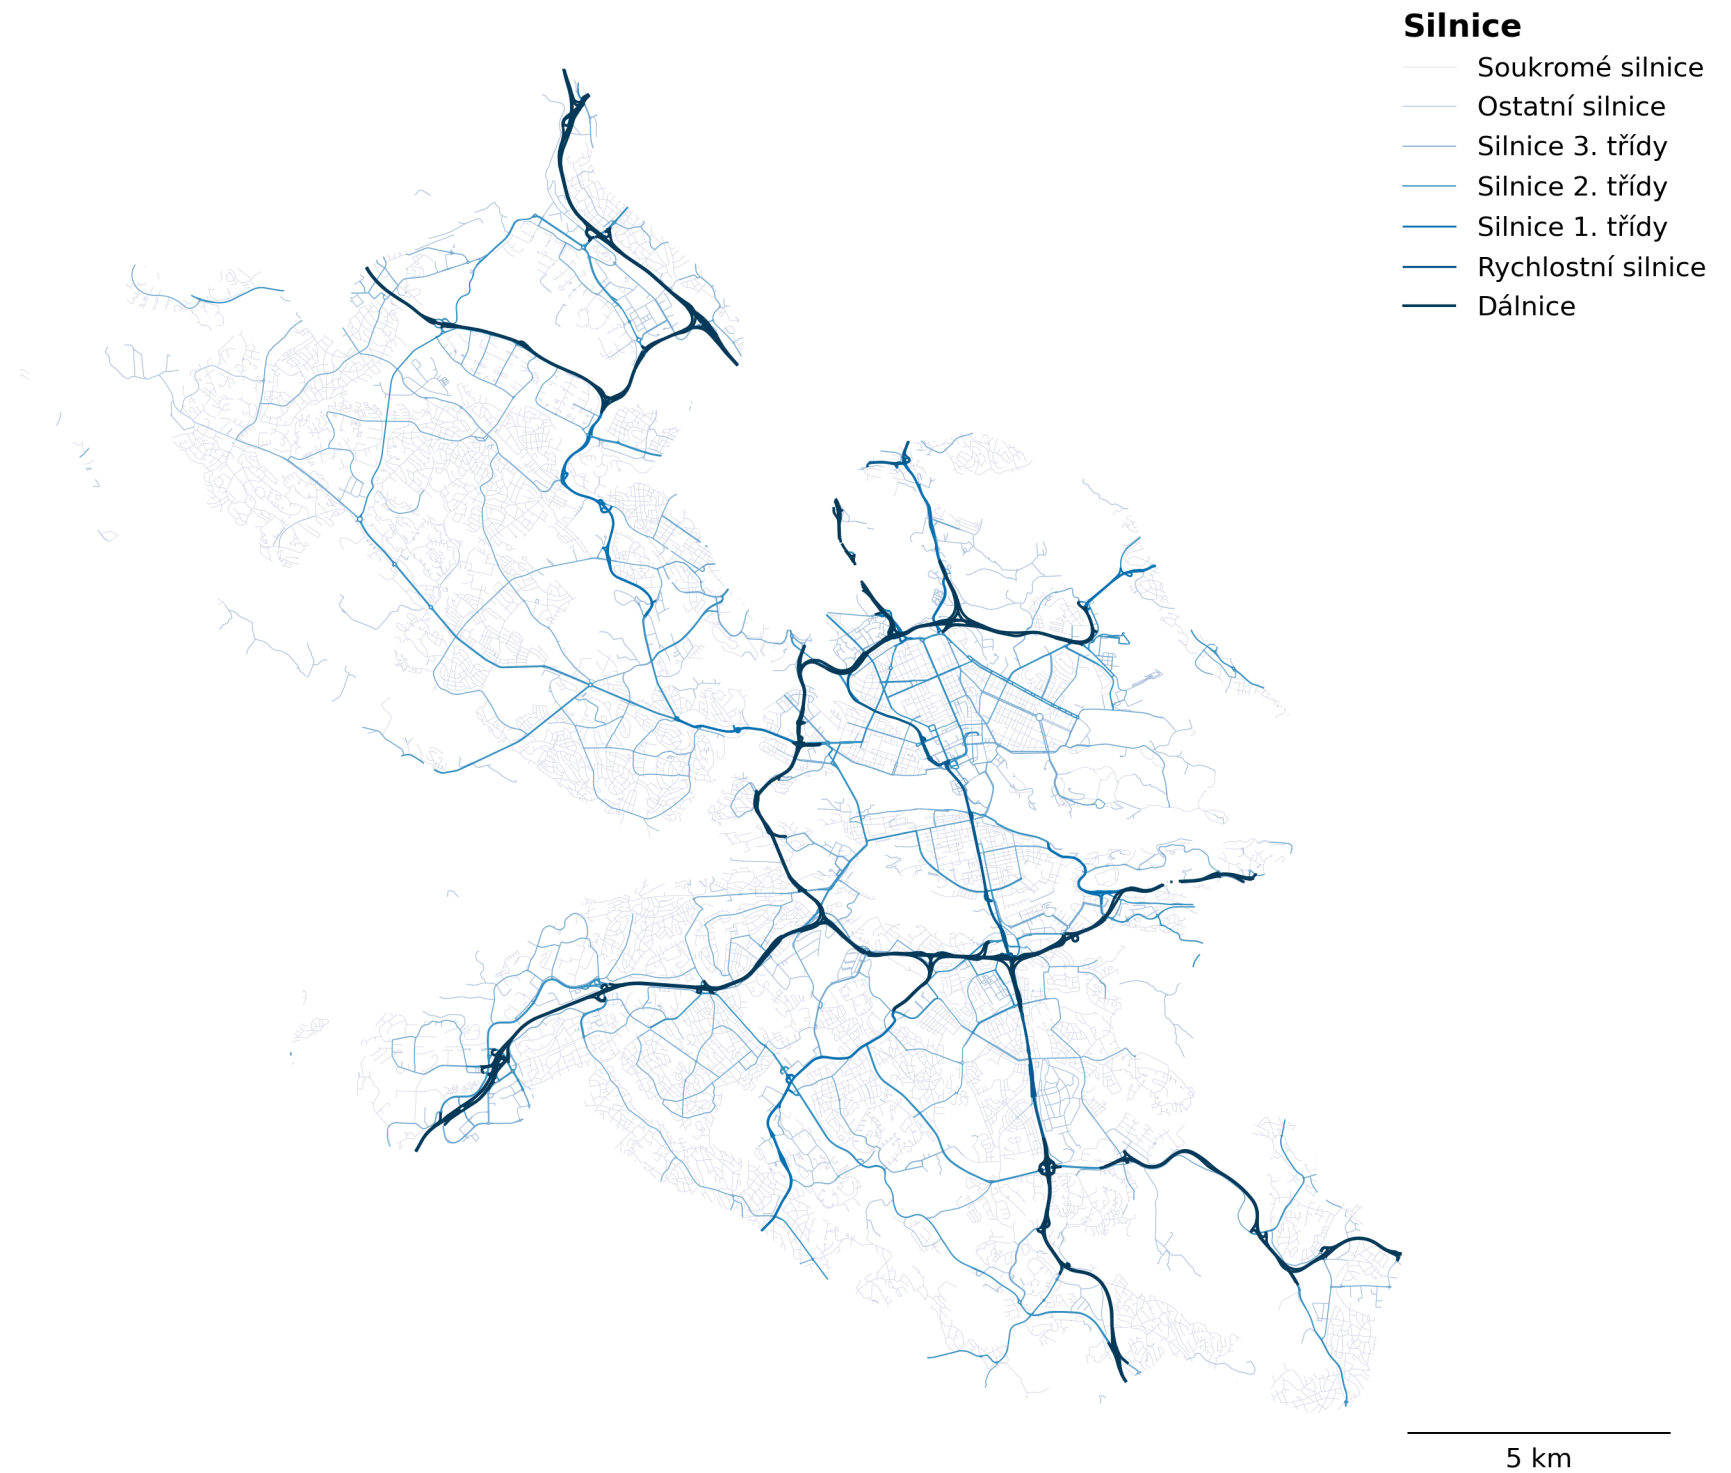 Silnice
Soukromé silnice
Ostatní silnice
Silnice 3. třídy
Silnice 2. třídy
Silnice 1. třídy
Rychlostní silnice
Dálnice
5 km